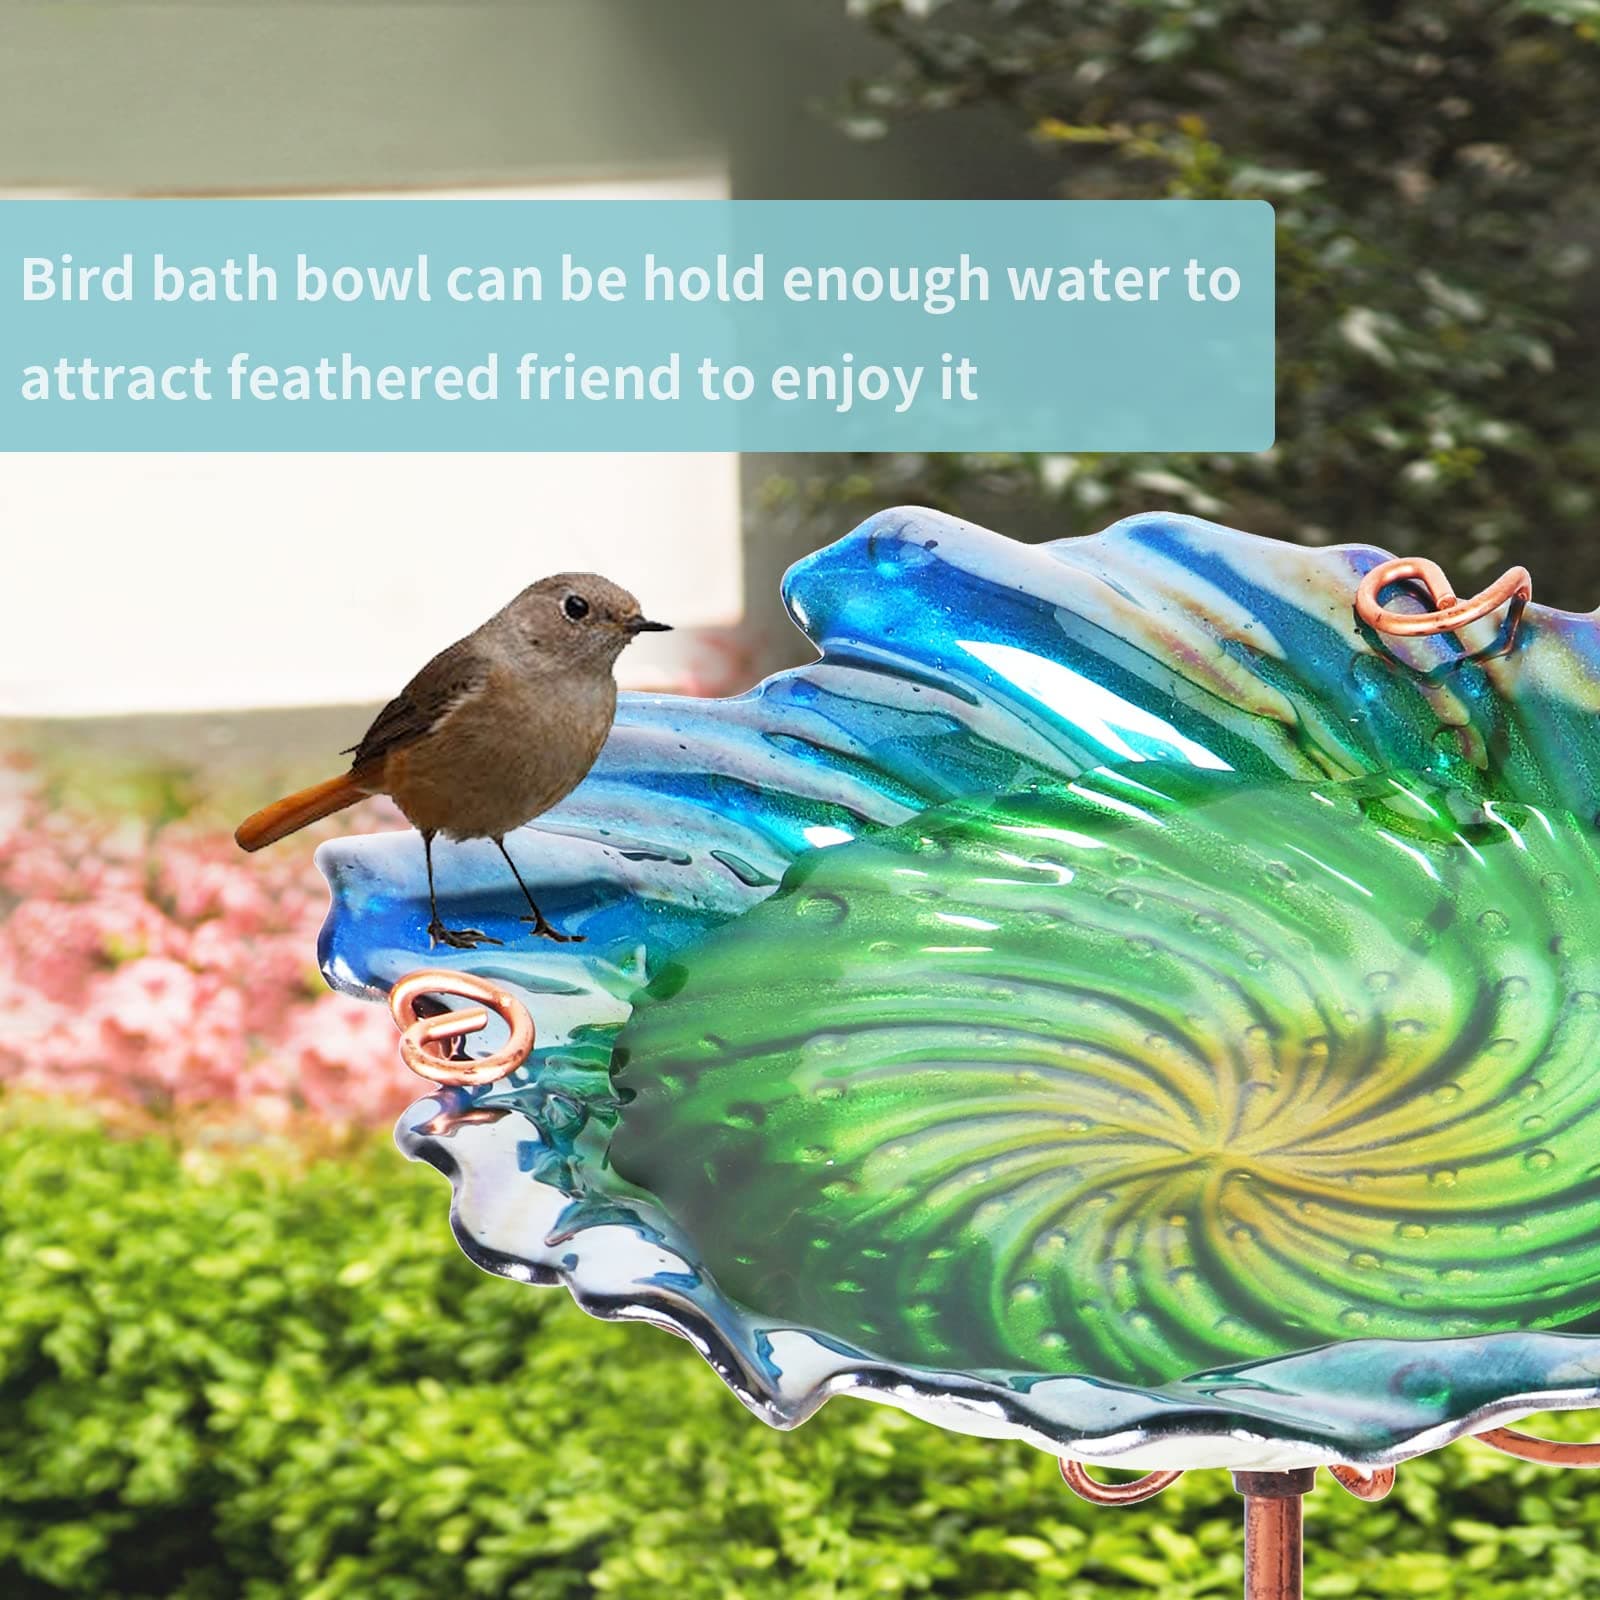 Bird bath bowl can be hold enough water to
attract feathered friend to enjoy it